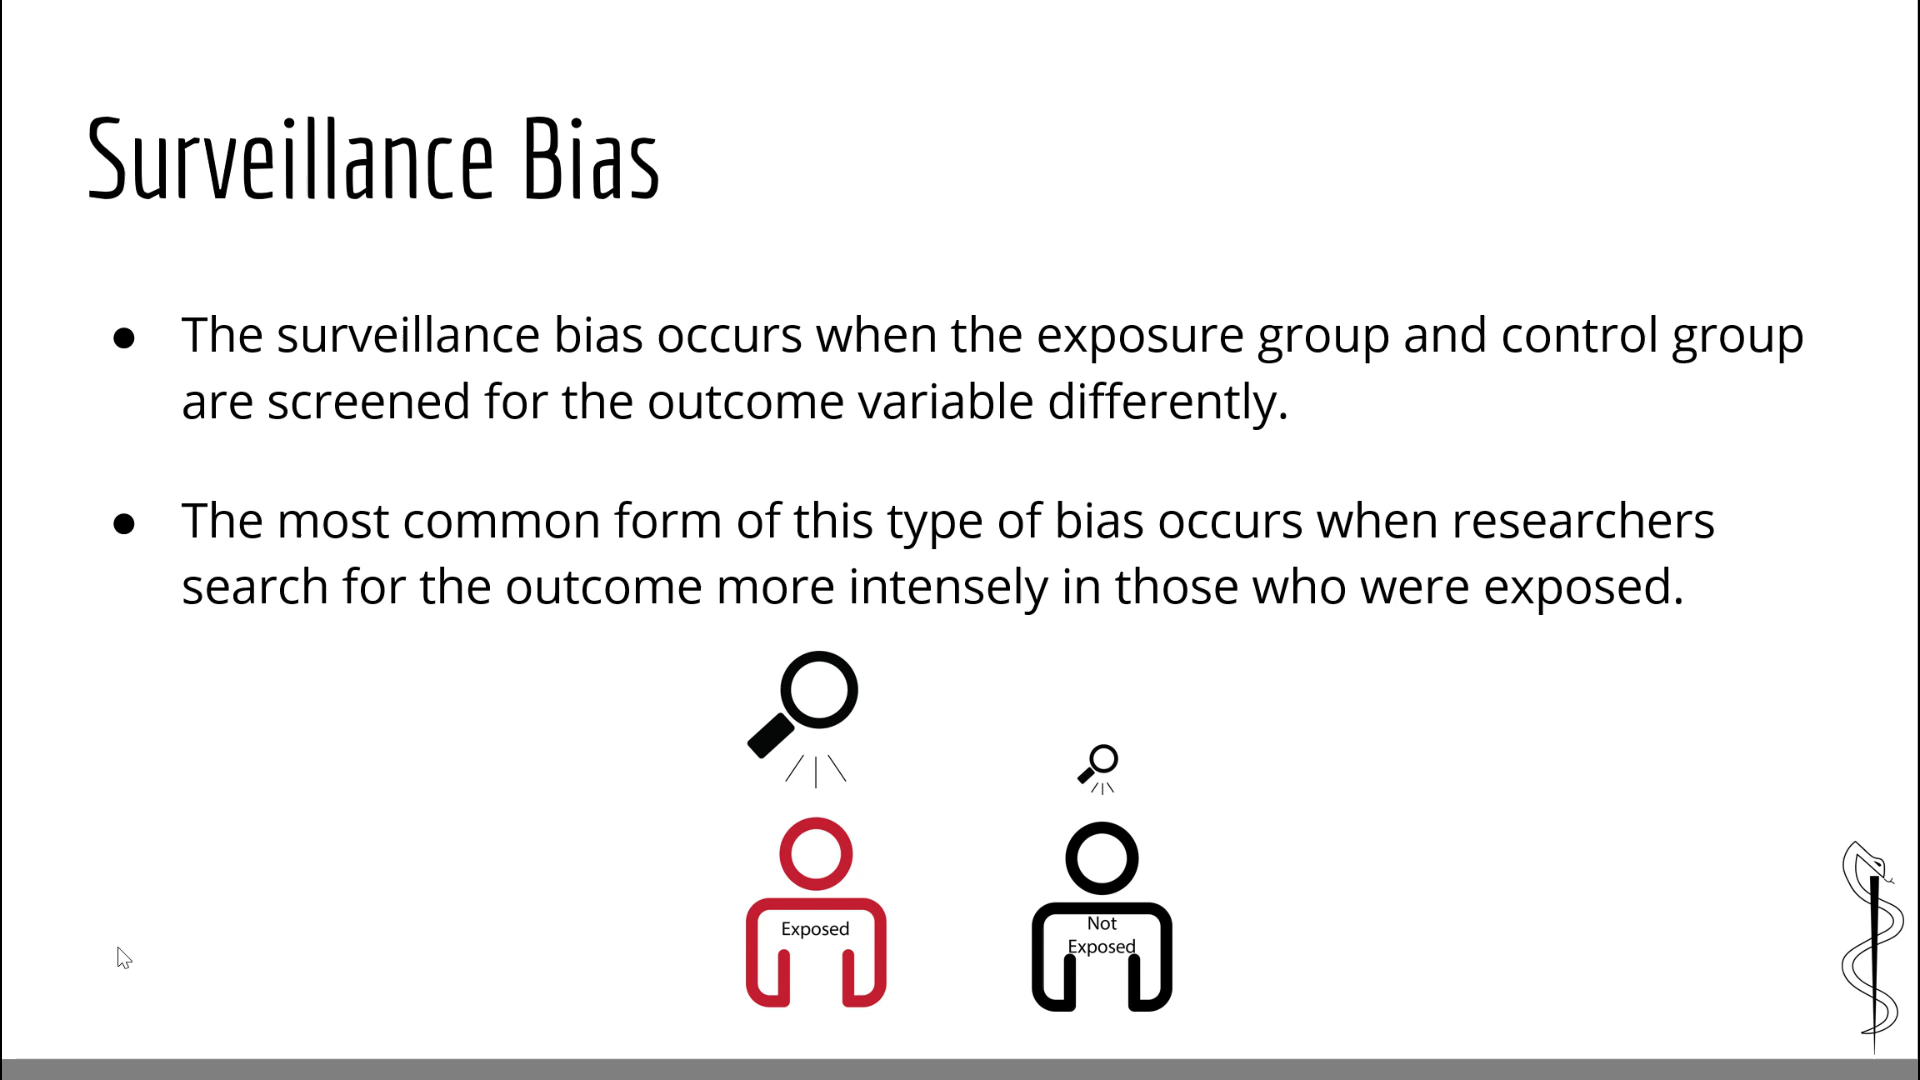 Surveillance Bias
● The surveillance bias occurs when the exposure group and control group
are screened for the outcome variable differently.
● The most common form of this type of bias occurs when researchers
search for the outcome more intensely in those who were exposed.
Exposed
Not
Exposed